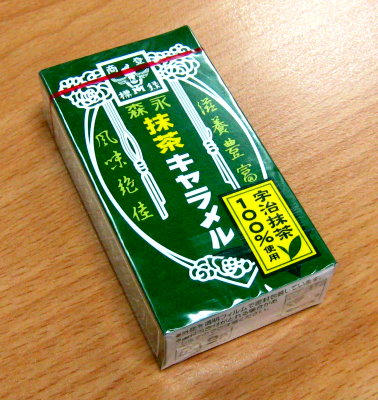 商登
標錄
森永
滋養豊富
抹茶キャラメル
風味絶佳
宇治抹茶
100%使用